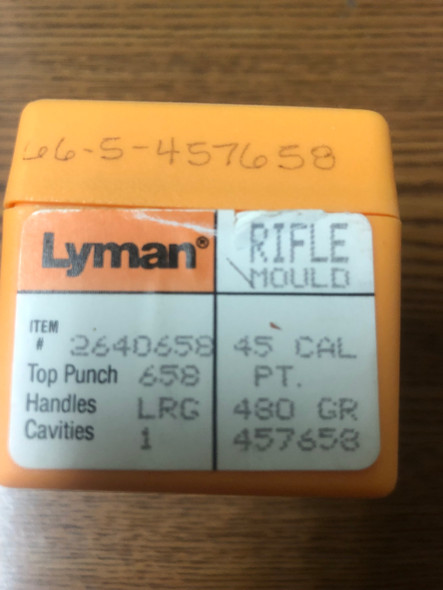 66-5-457658
Lyman®
RIFLE
MOULD
ITEM # 2640658
Top Punch 658
Handles LRG
Cavities 1
45 CAL
PT.
480 GR
457658